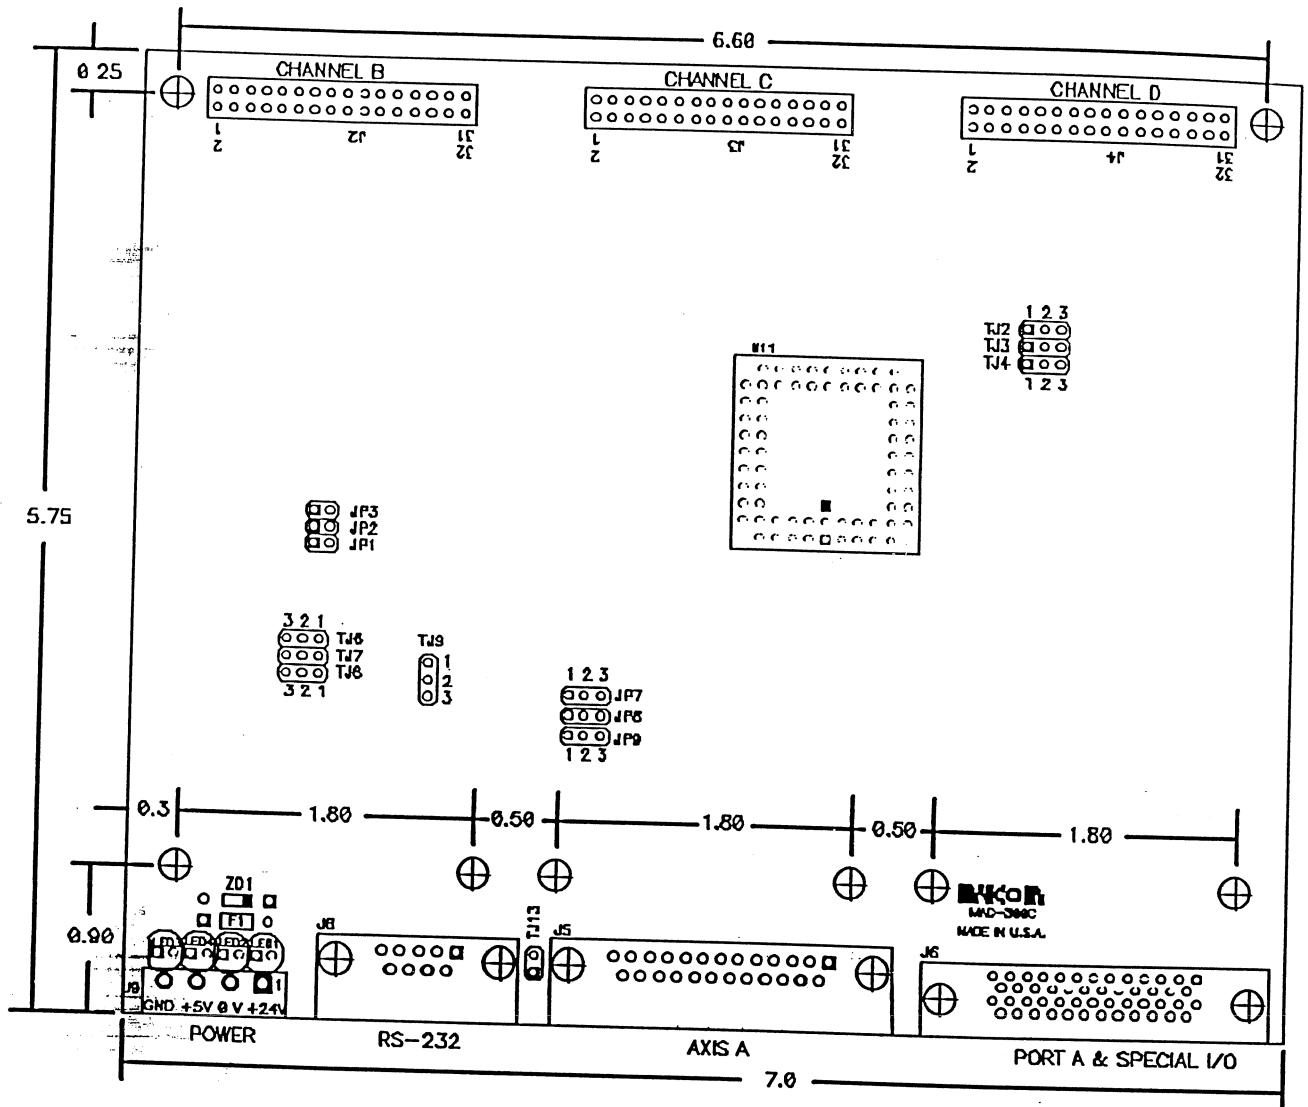 6.60
0 25
CHANNEL B
CHANNEL C
CHANNEL D
1
2
J2
31
32
1
2
J3
31
32
1
2
J4
31
32
1 2 3
TJ2
TJ3
TJ4
1 2 3
5.75
JP3
JP2
JP1
3 2 1
TJ6
TJ7
TJ8
3 2 1
TJ9
1
2
3
1 2 3
JP7
JP8
JP9
1 2 3
0.3
1.80
0.50
1.80
0.50
1.80
ZD1
F1
MADE IN U.S.A.
0.90
LED2
LED1
J8
TJ13
J5
J6
J9
1
GND +5V 0 V +24V
POWER
RS-232
AXIS A
PORT A & SPECIAL I/O
7.0